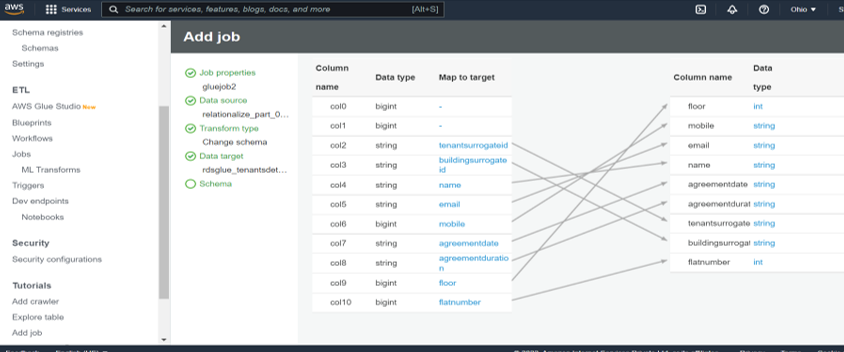 aws
Services
Search for services, features, blogs, docs, and more
[Alt+S]
Ohio
S
Schema registries
Schemas
Settings
ETL
AWS Glue Studio New
Blueprints
Workflows
Jobs
ML Transforms
Triggers
Dev endpoints
Notebooks
Security
Security configurations
Tutorials
Add crawler
Explore table
Add job
Add job
Job properties
gluejob2
Data source
relationalize_part_0...
Transform type
Change schema
Data target
rdsglue_tenantsdet...
Schema
Column
name
Data type
Map to target
col0 bigint -
col1 bigint -
col2 string tenantsurrogateid
col3 string buildingsurrogate
id
col4 string name
col5 string email
col6 bigint mobile
col7 string agreementdate
col8 string agreementduratio
n
col9 bigint floor
col10 bigint flatnumber
Column name
Data
type
floor int
mobile string
email string
name string
agreementdate string
agreementdurat string
tenantsurrogate string
buildingsurrogat string
flatnumber int